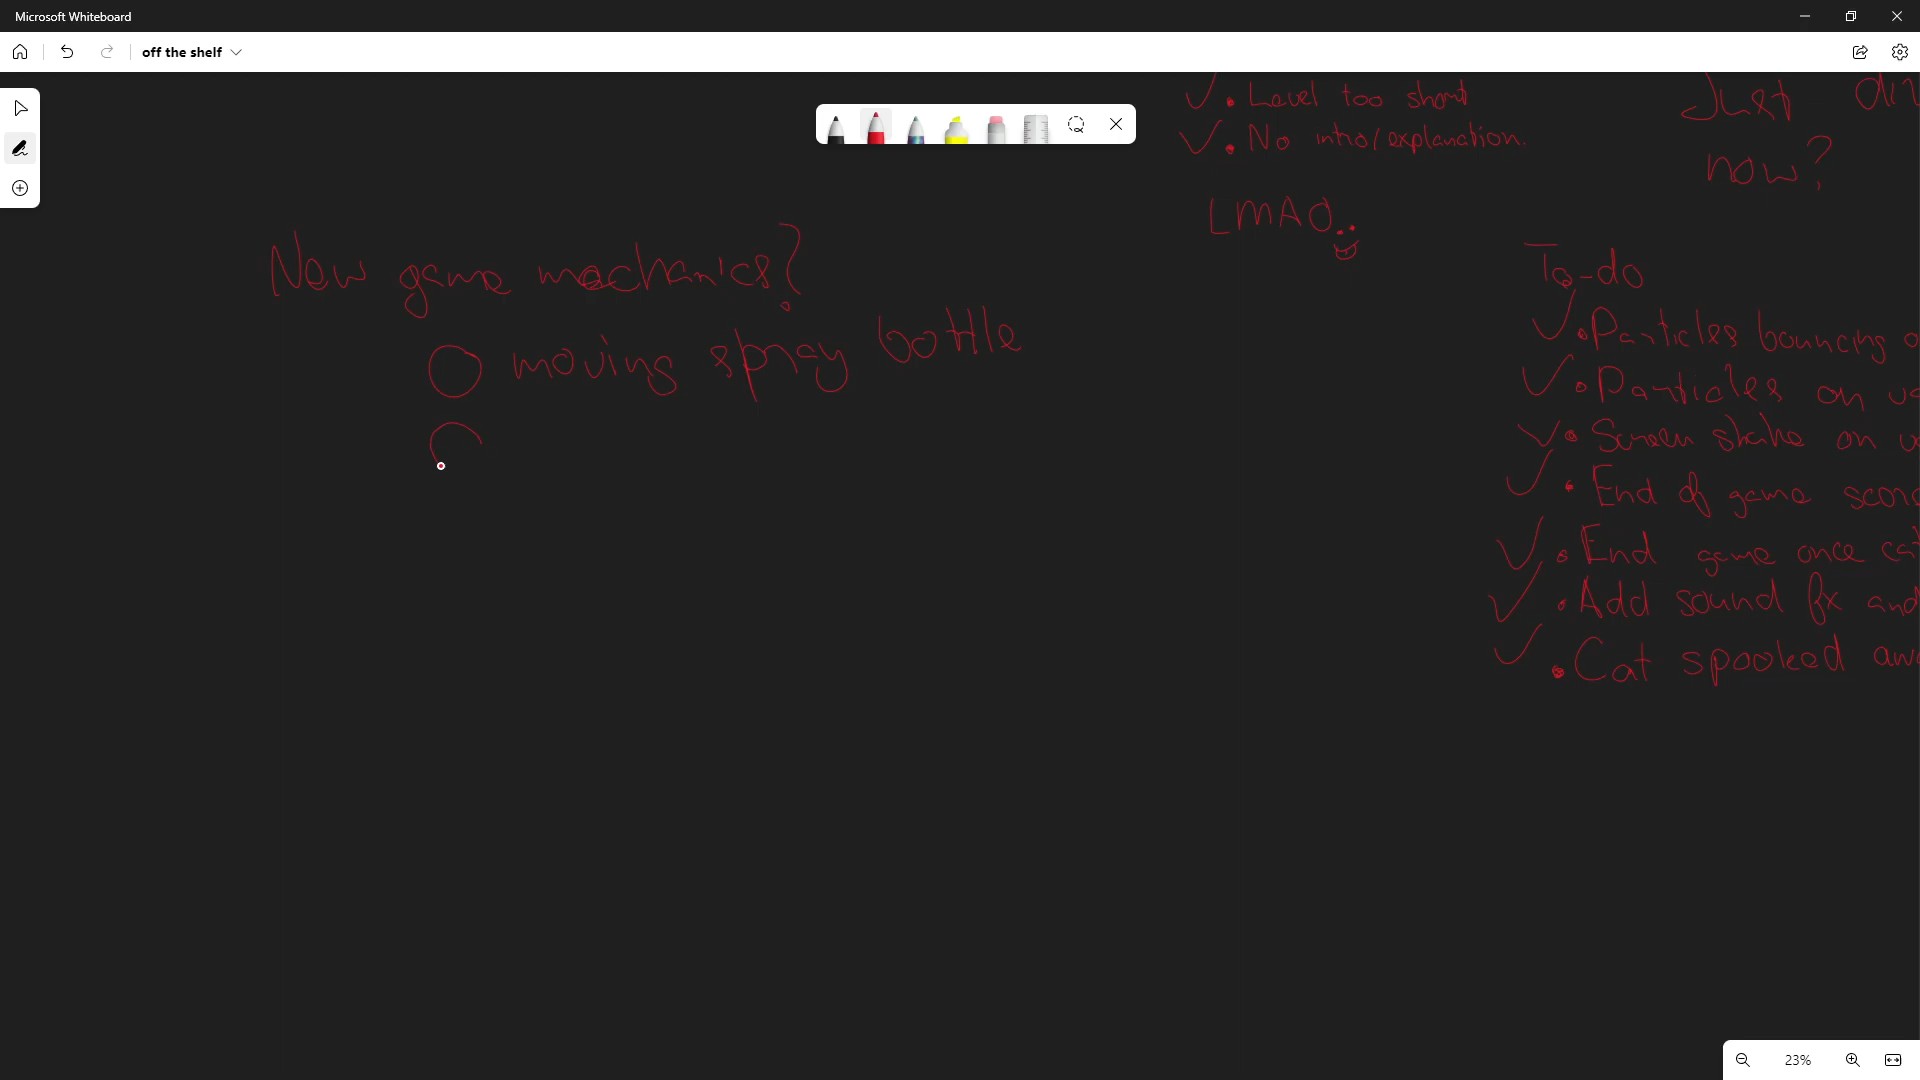 Microsoft Whiteboard
off the shelf
✓ • Level too short
✓ • No intro/explanation.
LMAO
Just
now?
New game mechanics?
moving spray bottle
To-do
✓ • Particles bouncing
✓ • Particles on
✓ • Screen shake on
✓ • End of game
✓ • End game once
✓ • Add sound fx and
✓ • Cat spooked
23%